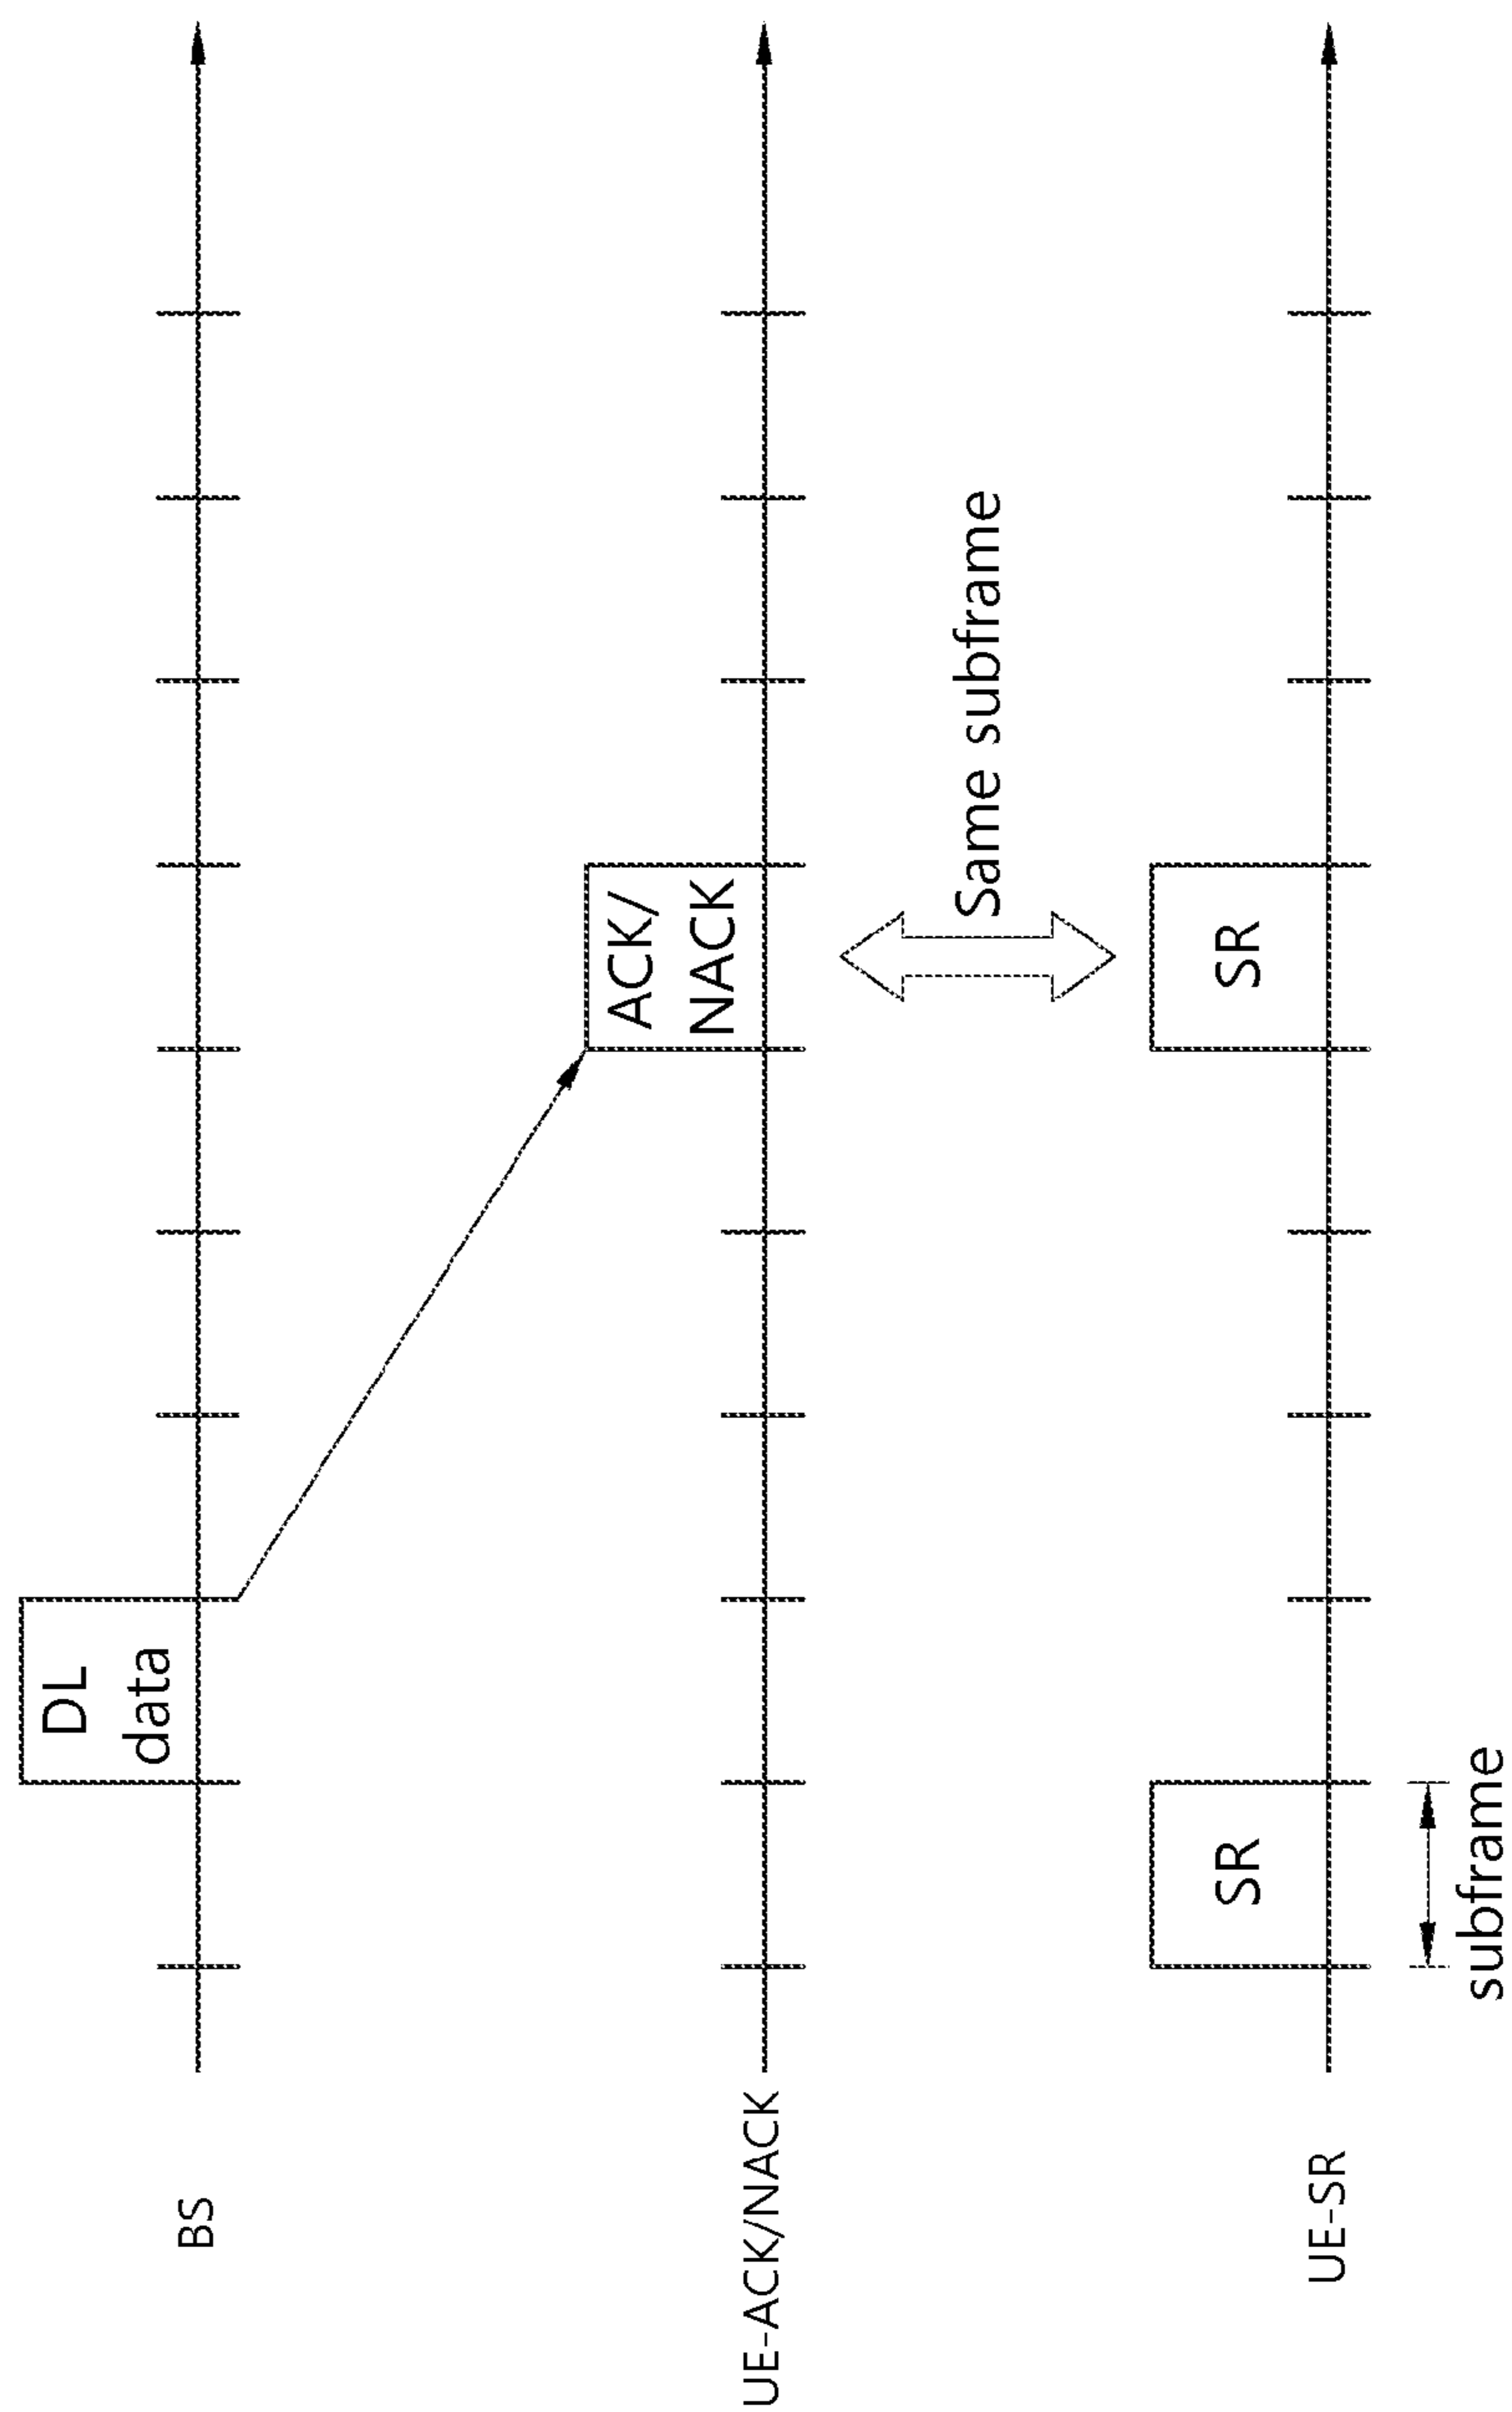 BS
DL
data
UE-ACK/NACK
ACK/
NACK
Same subframe
UE-SR
SR
SR
subframe